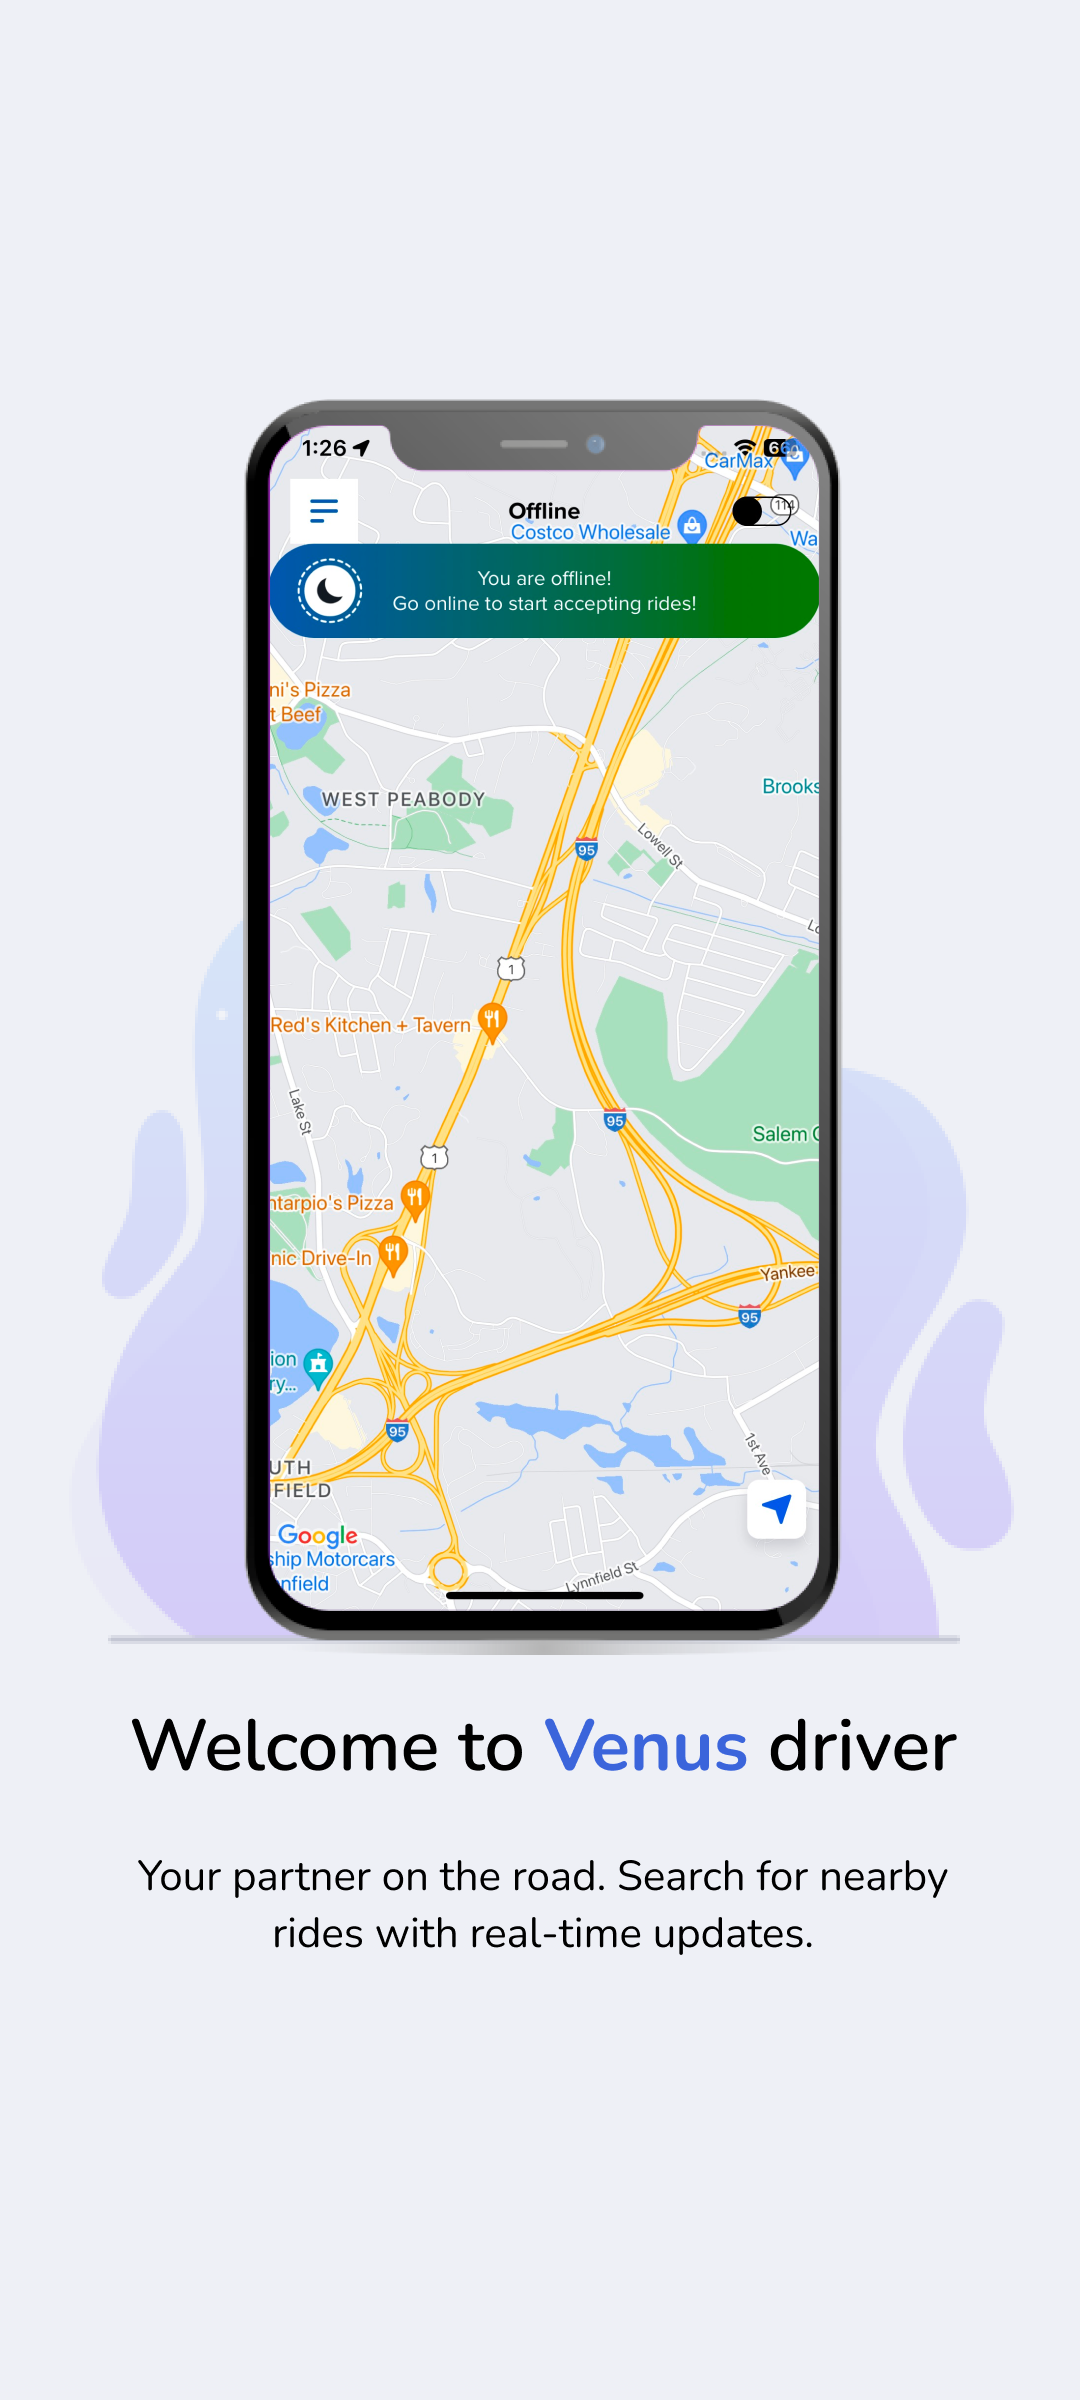 1:26
CarMax
66
Offline
114
Costco Wholesale
Wa
You are offline!
Go online to start accepting rides!
ni's Pizza
t Beef
WEST PEABODY
Brooks
95
Lowell St
Lo
1
Red's Kitchen + Tavern
Lake St
95
Salem
1
ntarpio's Pizza
nic Drive-In
Yankee
95
ion
ry...
95
1st Ave
UTH
FIELD
Google
ship Motorcars
nfield
Lynnfield St
Welcome to Venus driver
Your partner on the road. Search for nearby
rides with real-time updates.